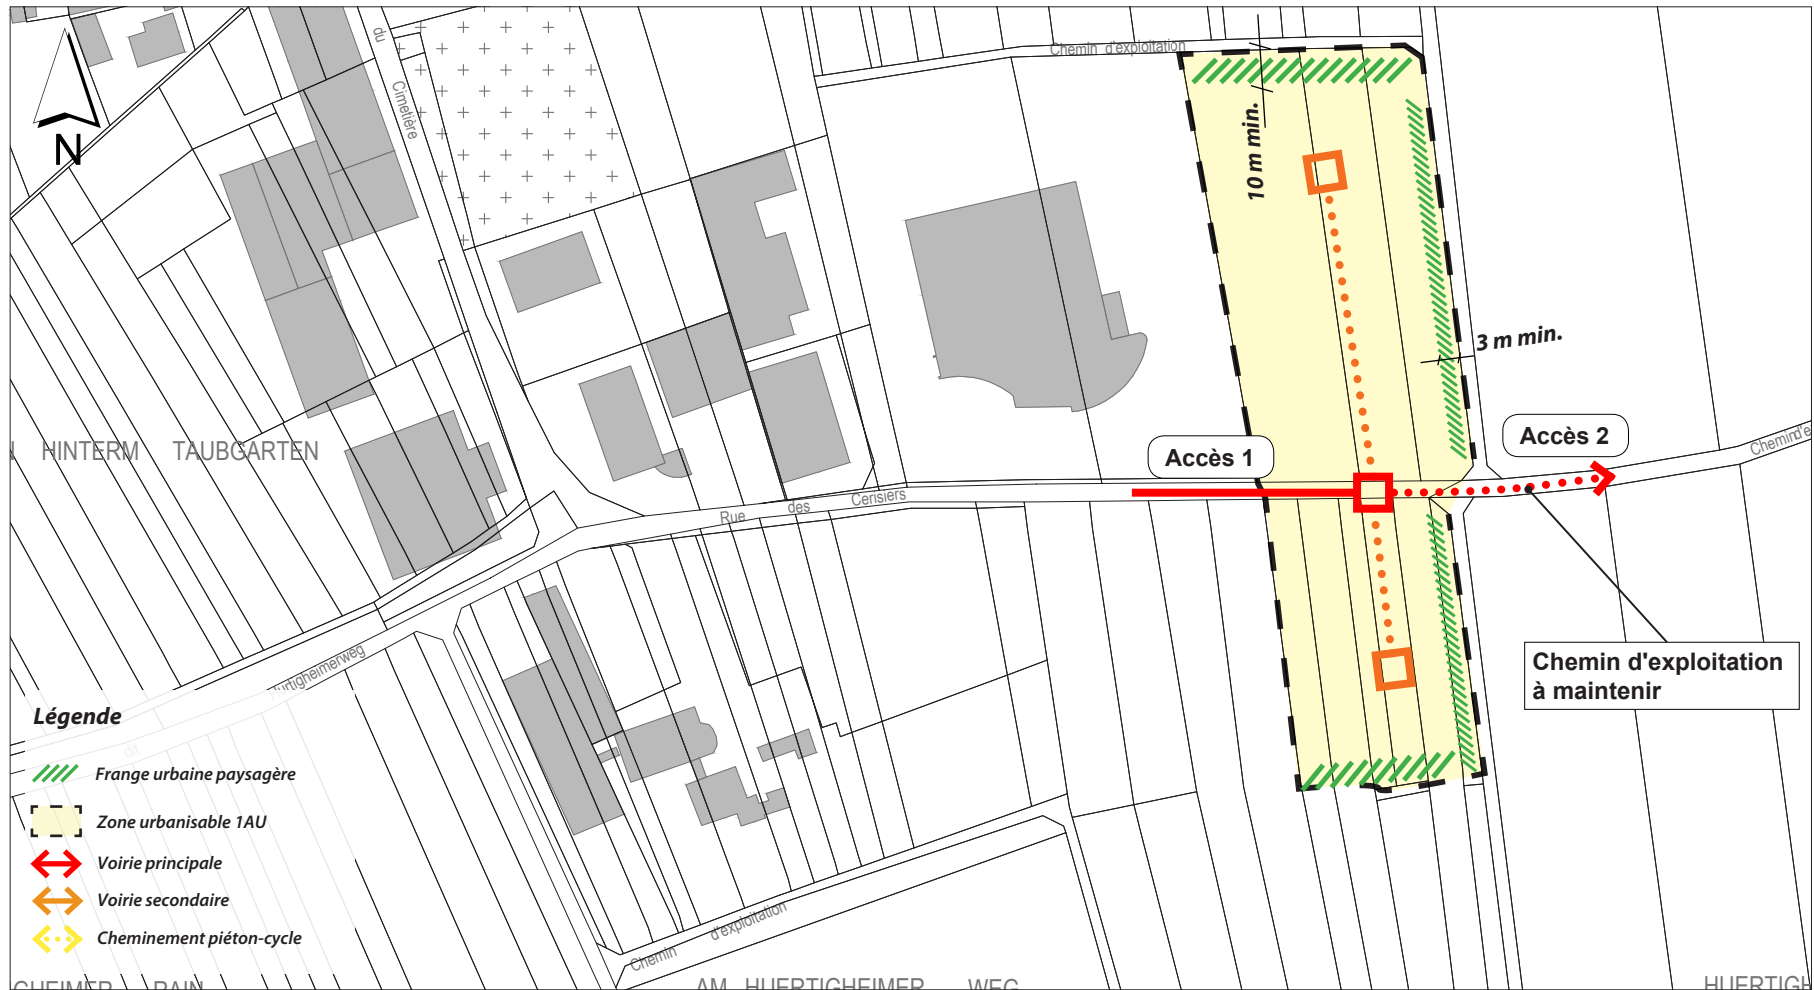 du
Cimetière
Chemin d'exploitation
N
10 m min.
3 m min.
HINTERM TAUBGARTEN
Accès 1
Accès 2
Chemin
Rue des Cerisiers
Chemin d'exploitation
à maintenir
Légende
dit
Frange urbaine paysagère
Zone urbanisable 1AU
Voirie principale
Voirie secondaire
Cheminement piéton-cycle
Chemin d'exploitation
AM HUERTIGHEIMER WEG